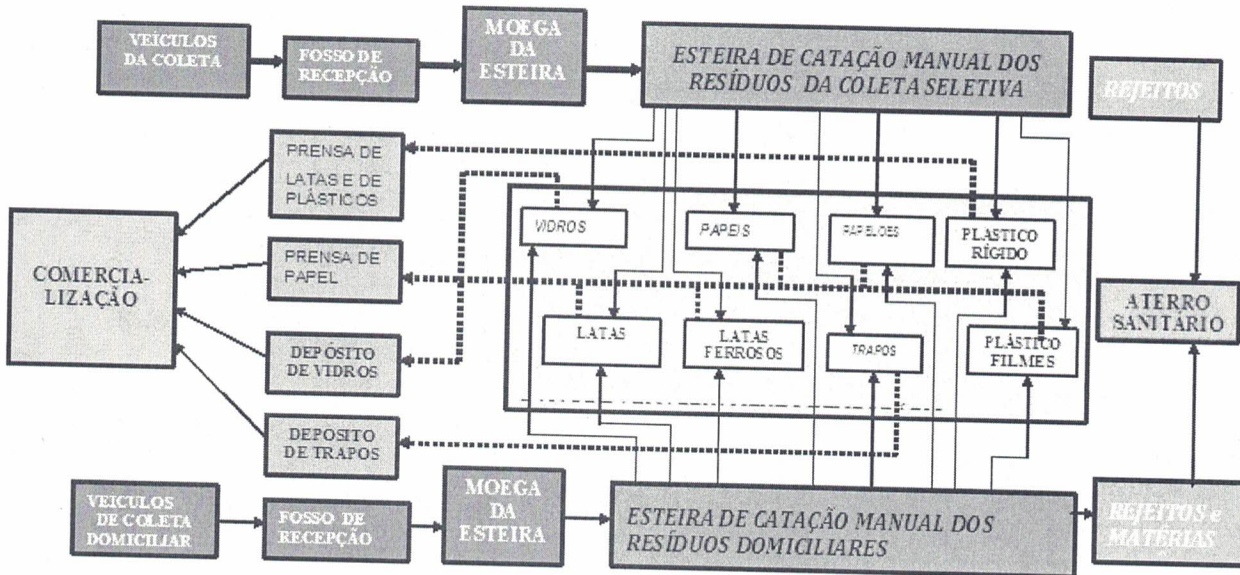 VEÍCULOS
DA COLETA
FOSSO DE
RECEPÇÃO
MOEGA
DA
ESTEIRA
ESTEIRA DE CATAÇÃO MANUAL DOS
RESÍDUOS DA COLETA SELETIVA
REJEITOS
PRENSA DE
LATAS E DE
PLÁSTICOS
VIDROS
PAPEIS
PAPELOES
PLASTICO
RÍGIDO
COMERCIA-
LIZAÇÃO
PRENSA DE
PAPEL
LATAS
LATAS
FERROSOS
TRAPOS
PLÁSTICO
FILMES
ATERRO
SANITÁRIO
DEPÓSITO
DE VIDROS
DEPOSITO
DE TRAPOS
VEICULOS
DE COLETA
DOMICILIAR
FOSSO DE
RECEPÇÃO
MOEGA
DA
ESTEIRA
ESTEIRA DE CATAÇÃO MANUAL DOS
RESÍDUOS DOMICILIARES
REJEITOS e
MATÉRIAS